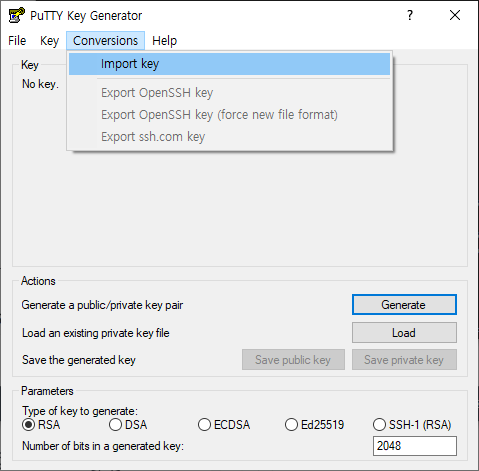 PuTTY Key Generator
File Key Conversions Help
Import key
Export OpenSSH key
Export OpenSSH key (force new file format)
Export ssh.com key
Key
No key.
Actions
Generate a public/private key pair
Generate
Load an existing private key file
Load
Save the generated key
Save public key
Save private key
Parameters
Type of key to generate:
RSA DSA ECDSA Ed25519 SSH-1 (RSA)
Number of bits in a generated key:
2048